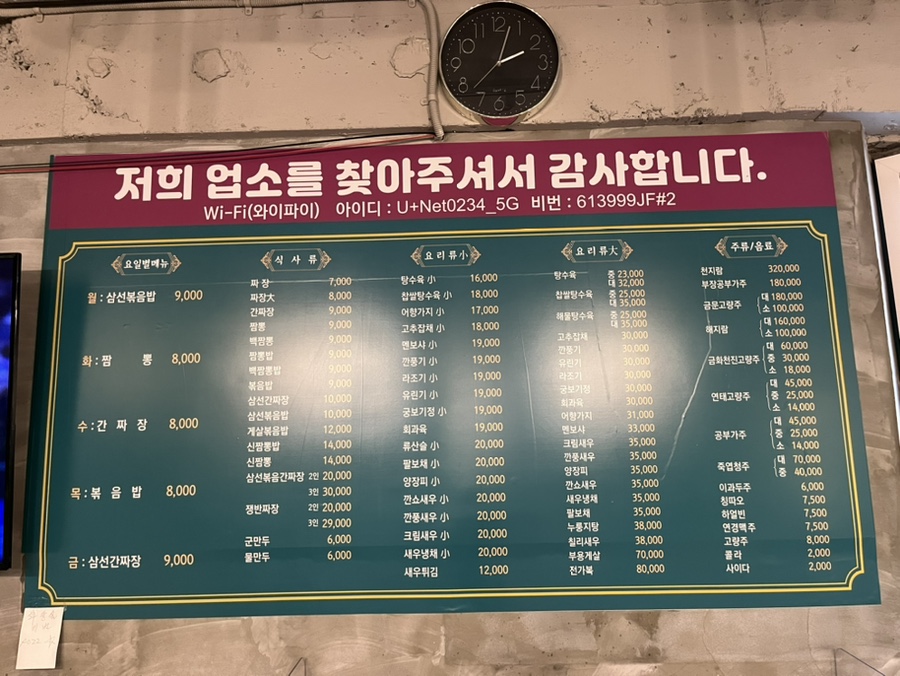 저희 업소를 찾아주셔서 감사합니다.
Wi-Fi(와이파이) 아이디 : U+Net0234_5G 비번 : 613999JF#2
요일별메뉴
월 : 삼선볶음밥 9,000
화 : 짬 뽕 8,000
수 : 간 짜 장 8,000
목 : 볶 음 밥 8,000
금 : 삼선간짜장 9,000
식 사 류
짜 장 7,000
짜장大 8,000
간짜장 9,000
짬뽕 9,000
백짬뽕 9,000
짬뽕밥 9,000
백짬뽕밥 9,000
볶음밥 9,000
삼선간짜장 10,000
삼선볶음밥 10,000
게살볶음밥 12,000
신짬뽕밥 14,000
신짬뽕 14,000
삼선볶음간짜장 2인 20,000
3인 30,000
쟁반짜장 2인 20,000
3인 29,000
군만두 6,000
물만두 6,000
요 리 류 小
탕수육 小 16,000
찹쌀탕수육 小 18,000
어향가지 小 17,000
고추잡채 小 18,000
멘보샤 小 19,000
깐풍기 小 19,000
라조기 小 19,000
유린기 小 19,000
궁보기정 小 19,000
회과육 19,000
류산슬 小 20,000
팔보채 小 20,000
양장피 小 20,000
깐쇼새우 小 20,000
깐풍새우 小 20,000
크림새우 小 20,000
새우냉채 小 20,000
새우튀김 12,000
요 리 류 大
탕수육 중 23,000
대 32,000
찹쌀탕수육 중 25,000
대 35,000
해물탕수육 중 25,000
대 35,000
고추잡채 30,000
깐풍기 30,000
유린기 30,000
라조기 30,000
궁보기정 30,000
회과육 30,000
어향가지 31,000
멘보샤 33,000
크림새우 35,000
깐풍새우 35,000
양장피 35,000
깐쇼새우 35,000
새우냉채 35,000
팔보채 35,000
누룽지탕 38,000
칠리새우 38,000
부용게살 70,000
전가복 80,000
주류/음료
천지람 320,000
부장공부가주 180,000
금문고량주 대 180,000
소 100,000
해지람 대 160,000
소 100,000
금화천진고량주 대 60,000
중 30,000
소 18,000
연태고량주 대 45,000
중 25,000
소 14,000
공부가주 대 45,000
중 25,000
소 14,000
죽엽청주 대 70,000
중 40,000
이과두주 6,000
칭따오 7,500
하얼빈 7,500
연경맥주 7,500
고량주 8,000
콜라 2,000
사이다 2,000
12
1
2
3
4
5
6
7
8
9
10
11